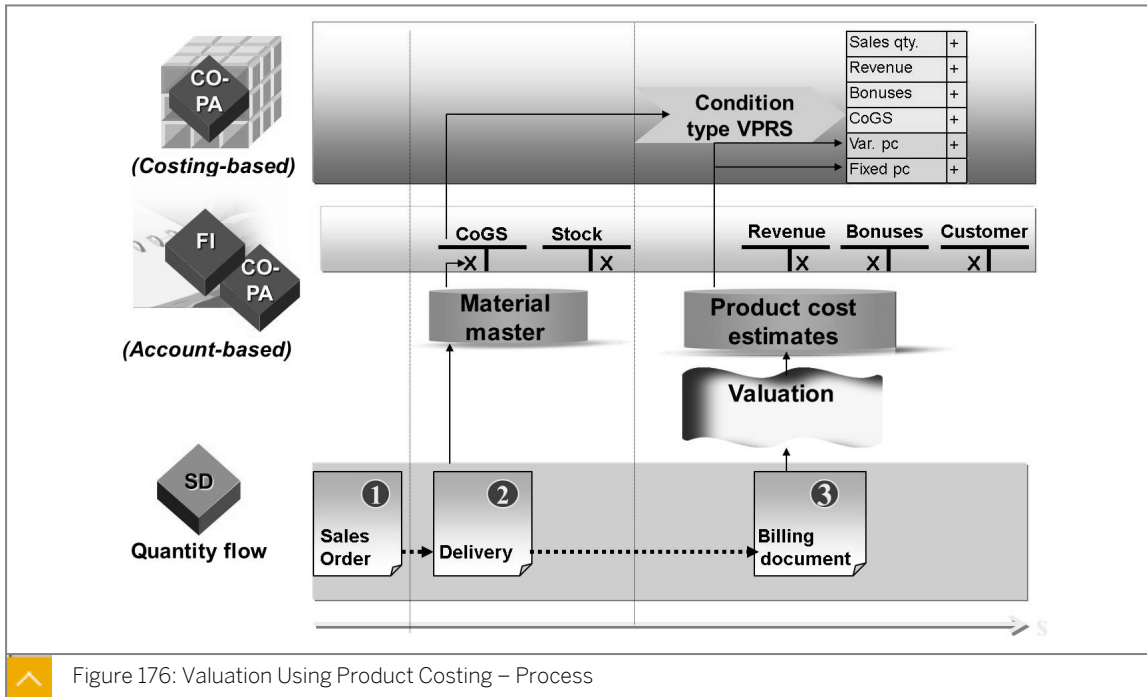 CO-
PA
(Costing-based)
Condition
type VPRS
Sales qty. +
Revenue +
Bonuses +
CoGS +
Var. pc +
Fixed pc +
FI
CO-
PA
(Account-based)
CoGS
X
Stock
X
Revenue
X
Bonuses
X
Customer
X
Material
master
Product cost
estimates
Valuation
SD
Quantity flow
1
Sales
Order
2
Delivery
3
Billing
document
s
Figure 176: Valuation Using Product Costing – Process